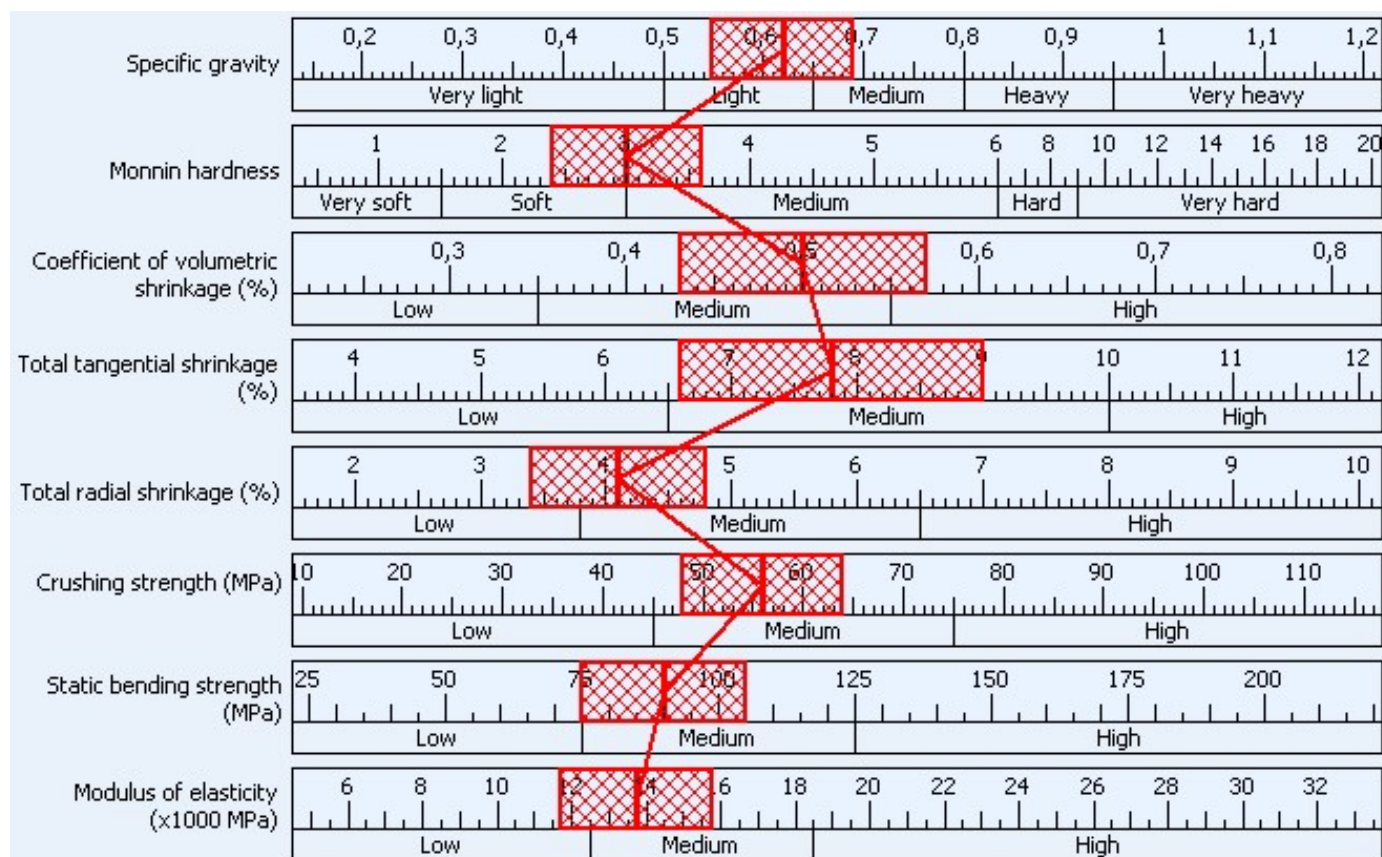 0,2 0,3 0,4 0,5 0,6 0,7 0,8 0,9 1 1,1 1,2
Specific gravity
Very light Light Medium Heavy Very heavy
1 2 3 4 5 6 8 10 12 14 16 18 20
Monnin hardness
Very soft Soft Medium Hard Very hard
0,3 0,4 0,5 0,6 0,7 0,8
Coefficient of volumetric
shrinkage (%)
Low Medium High
4 5 6 7 8 9 10 11 12
Total tangential shrinkage
(%)
Low Medium High
2 3 4 5 6 7 8 9 10
Total radial shrinkage (%)
Low Medium High
10 20 30 40 50 60 70 80 90 100 110
Crushing strength (MPa)
Low Medium High
25 50 75 100 125 150 175 200
Static bending strength
(MPa)
Low Medium High
6 8 10 12 14 16 18 20 22 24 26 28 30 32
Modulus of elasticity
(x1000 MPa)
Low Medium High